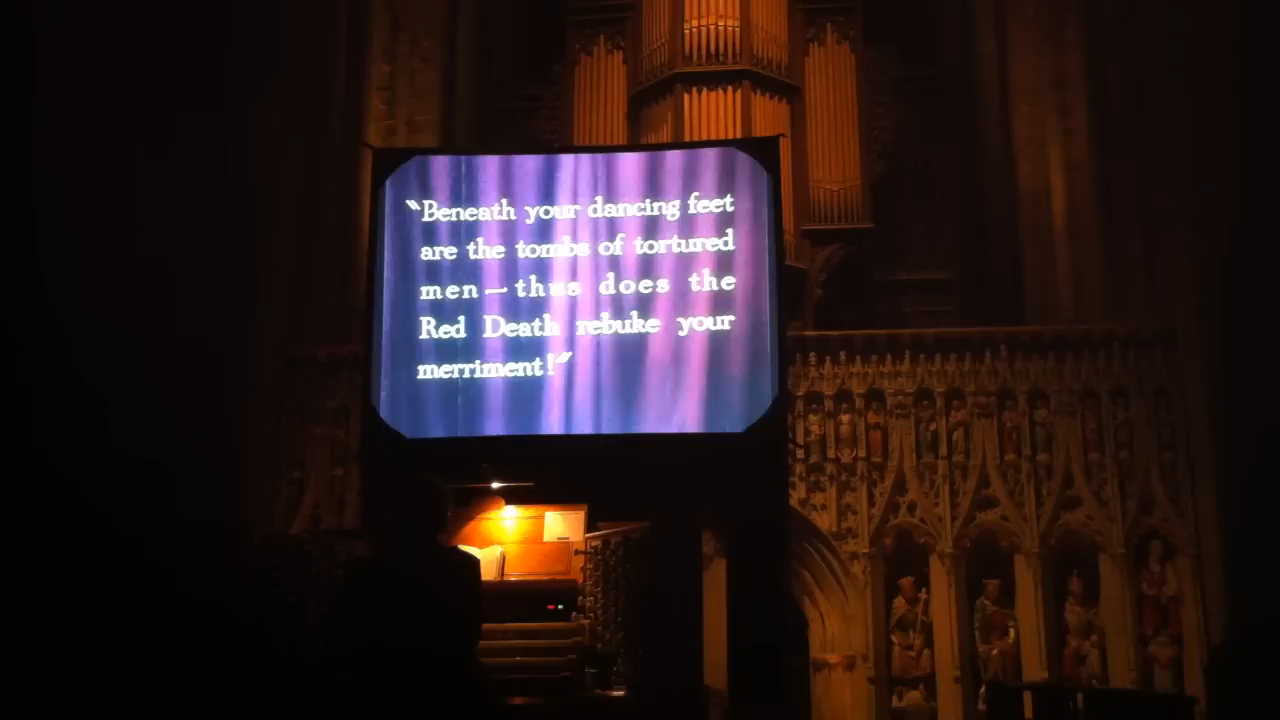 “Beneath your dancing feet
are the tombs of tortured
men—thus does the
Red Death rebuke your
merriment!”